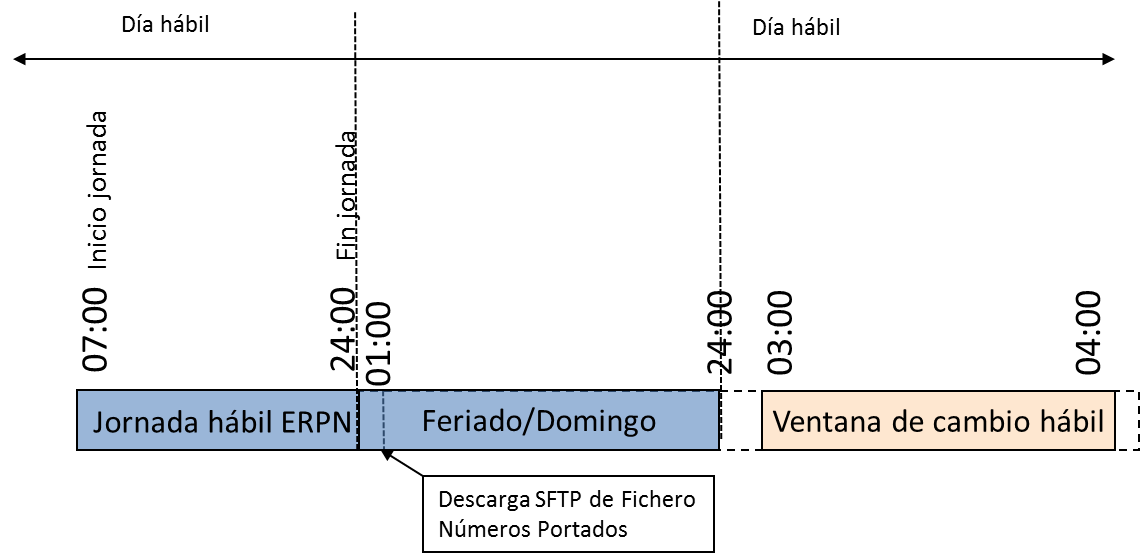 Día hábil
Día hábil
Inicio jornada
Fin jornada
07:00
24:00
01:00
24:00
03:00
04:00
Jornada hábil ERPN
Feriado/Domingo
Ventana de cambio hábil
Descarga SFTP de Fichero
Números Portados